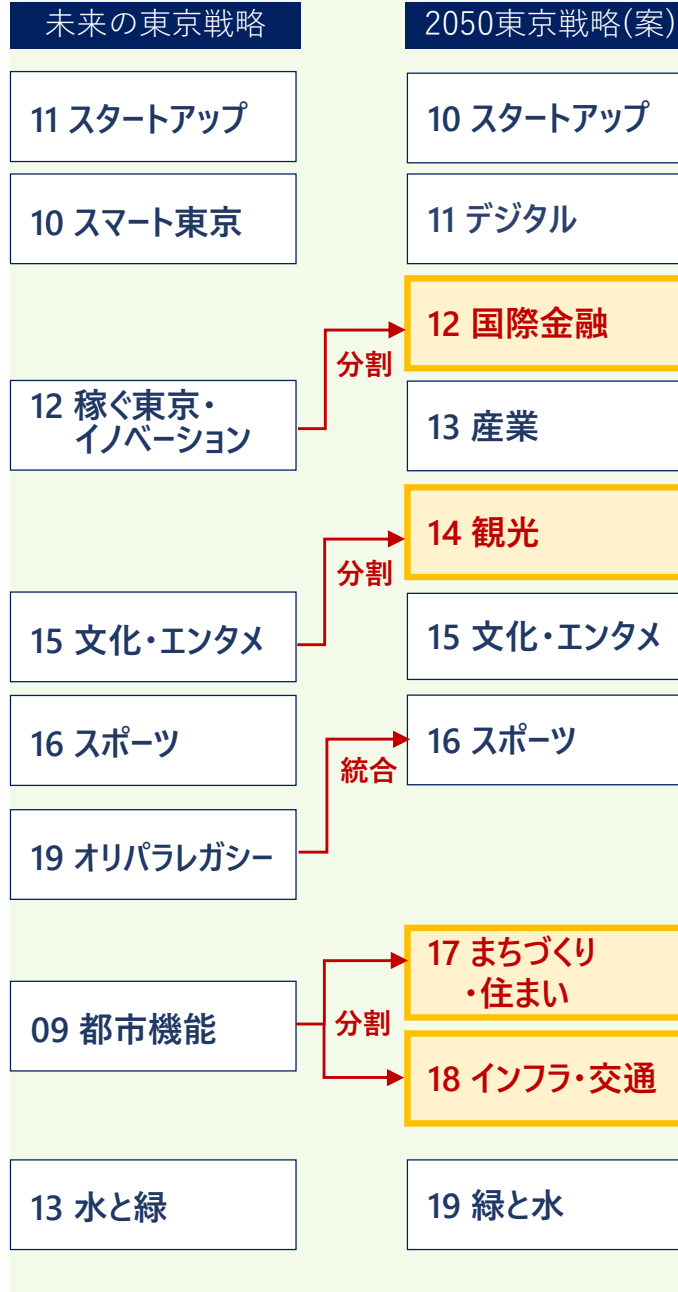 未来の東京戦略
2050東京戦略(案)
11 スタートアップ
10 スタートアップ
10 スマート東京
11 デジタル
12 国際金融
分割
12 稼ぐ東京・
イノベーション
13 産業
14 観光
分割
15 文化・エンタメ
15 文化・エンタメ
16 スポーツ
16 スポーツ
統合
19 オリパラレガシー
17 まちづくり
・住まい
09 都市機能
分割
18 インフラ・交通
13 水と緑
19 緑と水